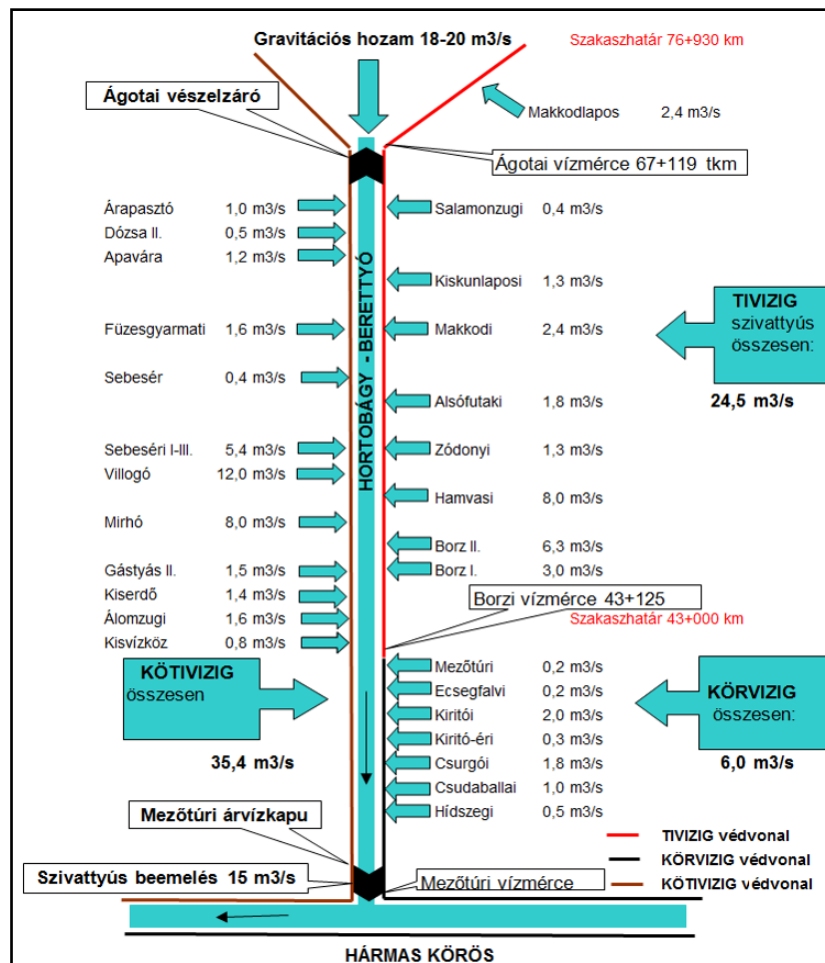 Gravitációs hozam 18-20 m3/s
Szakaszhatár 76+930 km
Ágotai vészelzáró
Makkodlapos 2,4 m3/s
Ágotai vízmérce 67+119 tkm
Árapasztó 1,0 m3/s
Dózsa II. 0,5 m3/s
Apavára 1,2 m3/s
Füzesgyarmati 1,6 m3/s
Sebesér 0,4 m3/s
Sebeséri I-III. 5,4 m3/s
Villogó 12,0 m3/s
Mirhó 8,0 m3/s
Gástyás II. 1,5 m3/s
Kiserdő 1,4 m3/s
Álomzugi 1,6 m3/s
Kisvízköz 0,8 m3/s
KÖTIVIZIG
összesen
35,4 m3/s
HORTOBÁGY - BERETTYÓ
Salamonzugi 0,4 m3/s
Kiskunlaposi 1,3 m3/s
Makkodi 2,4 m3/s
Alsófutaki 1,8 m3/s
Zódonyi 1,3 m3/s
Hamvasi 8,0 m3/s
Borz II. 6,3 m3/s
Borz I. 3,0 m3/s
TIVIZIG
szivattyús
összesen:
24,5 m3/s
Borzi vízmérce 43+125
Szakaszhatár 43+000 km
Mezőtúri 0,2 m3/s
Ecsegfalvi 0,2 m3/s
Kiritói 2,0 m3/s
Kiritó-éri 0,3 m3/s
Csurgói 1,8 m3/s
Csudaballai 1,0 m3/s
Hídszegi 0,5 m3/s
KÖRVIZIG
összesen:
6,0 m3/s
Mezőtúri árvízkapu
Szivattyús beemelés 15 m3/s
Mezőtúri vízmérce
TIVIZIG védvonal
KÖRVIZIG védvonal
KÖTIVIZIG védvonal
HÁRMAS KÖRÖS